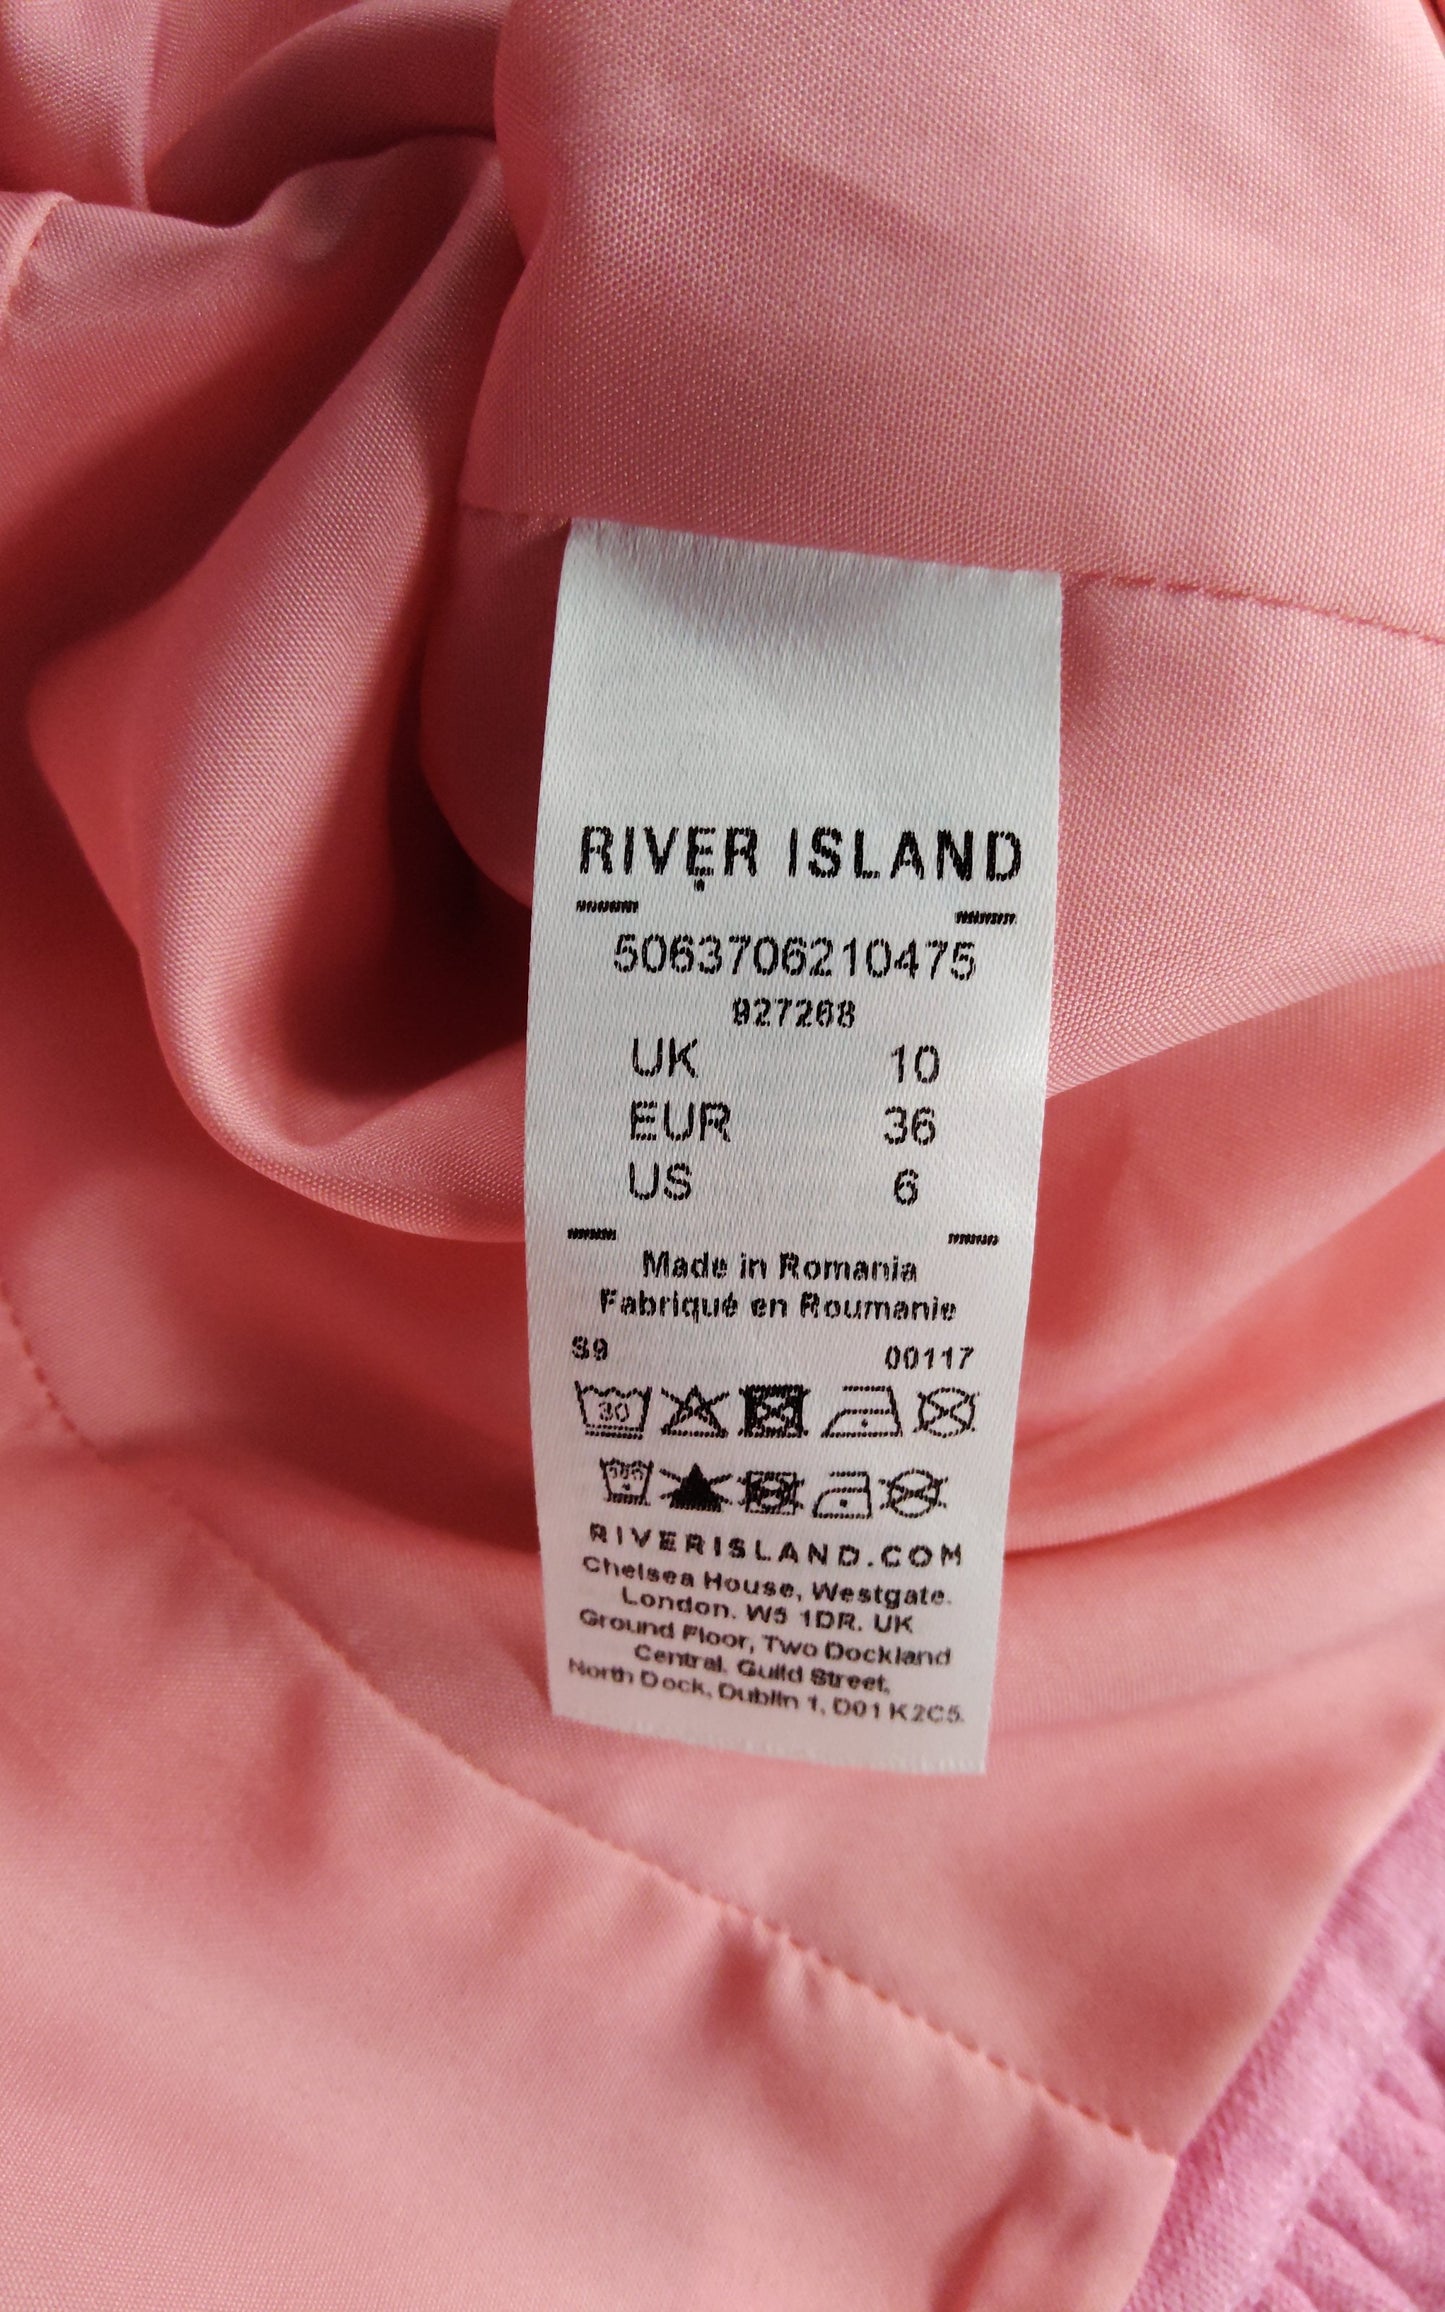 RIVER ISLAND
5063706210475
927268
UK 10
EUR 36
US 6
Made in Romania
Fabriqué en Roumanie
S9 00117
30
RIVERISLAND.COM
Chelsea House, Westgate.
London. W5 1DR. UK
Ground Floor, Two Dockland
Central. Guild Street,
North Dock, Dublin 1, D01 K2C5.